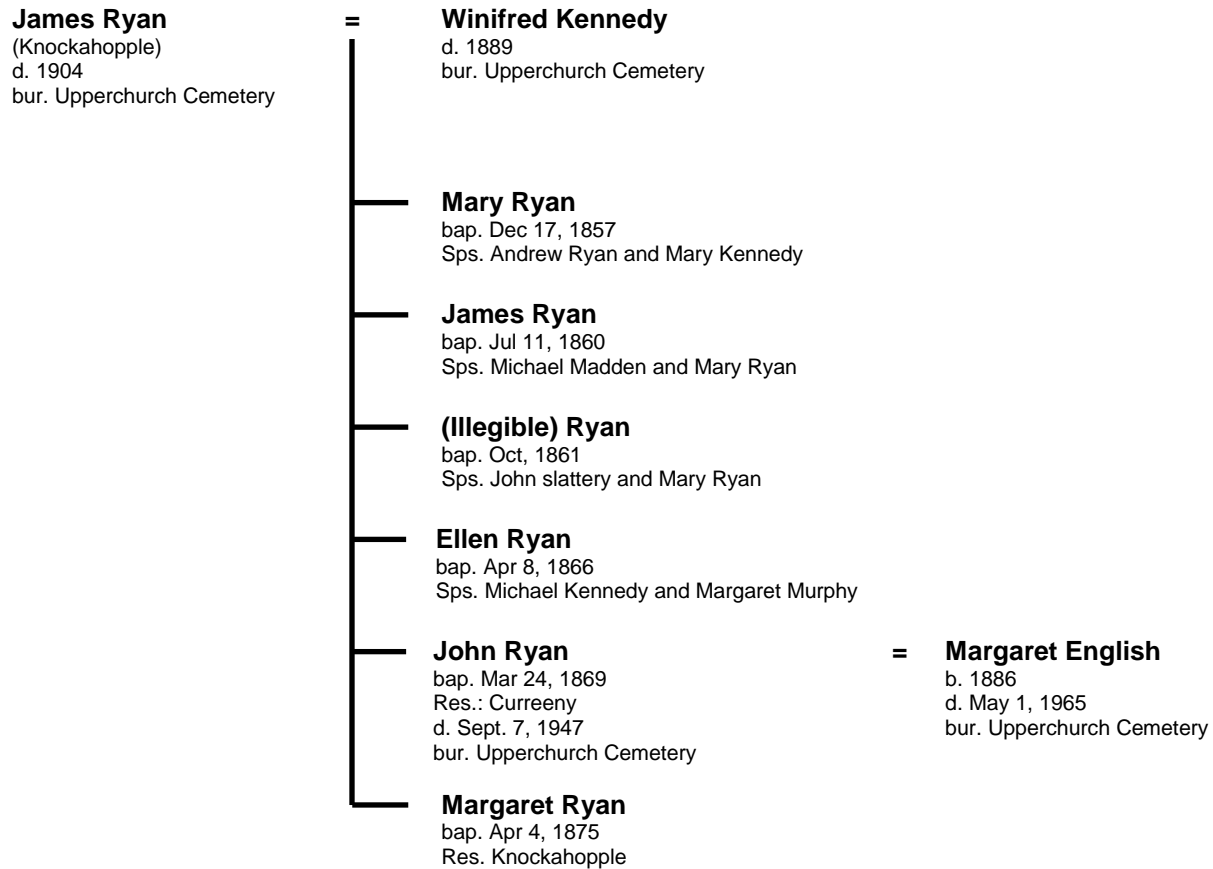 James Ryan = Winifred Kennedy
(Knockahopple)
d. 1904
bur. Upperchurch Cemetery
d. 1889
bur. Upperchurch Cemetery
Mary Ryan
bap. Dec 17, 1857
Sps. Andrew Ryan and Mary Kennedy
James Ryan
bap. Jul 11, 1860
Sps. Michael Madden and Mary Ryan
(Illegible) Ryan
bap. Oct, 1861
Sps. John slattery and Mary Ryan
Ellen Ryan
bap. Apr 8, 1866
Sps. Michael Kennedy and Margaret Murphy
John Ryan = Margaret English
bap. Mar 24, 1869
Res.: Curreeny
d. Sept. 7, 1947
bur. Upperchurch Cemetery
b. 1886
d. May 1, 1965
bur. Upperchurch Cemetery
Margaret Ryan
bap. Apr 4, 1875
Res. Knockahopple